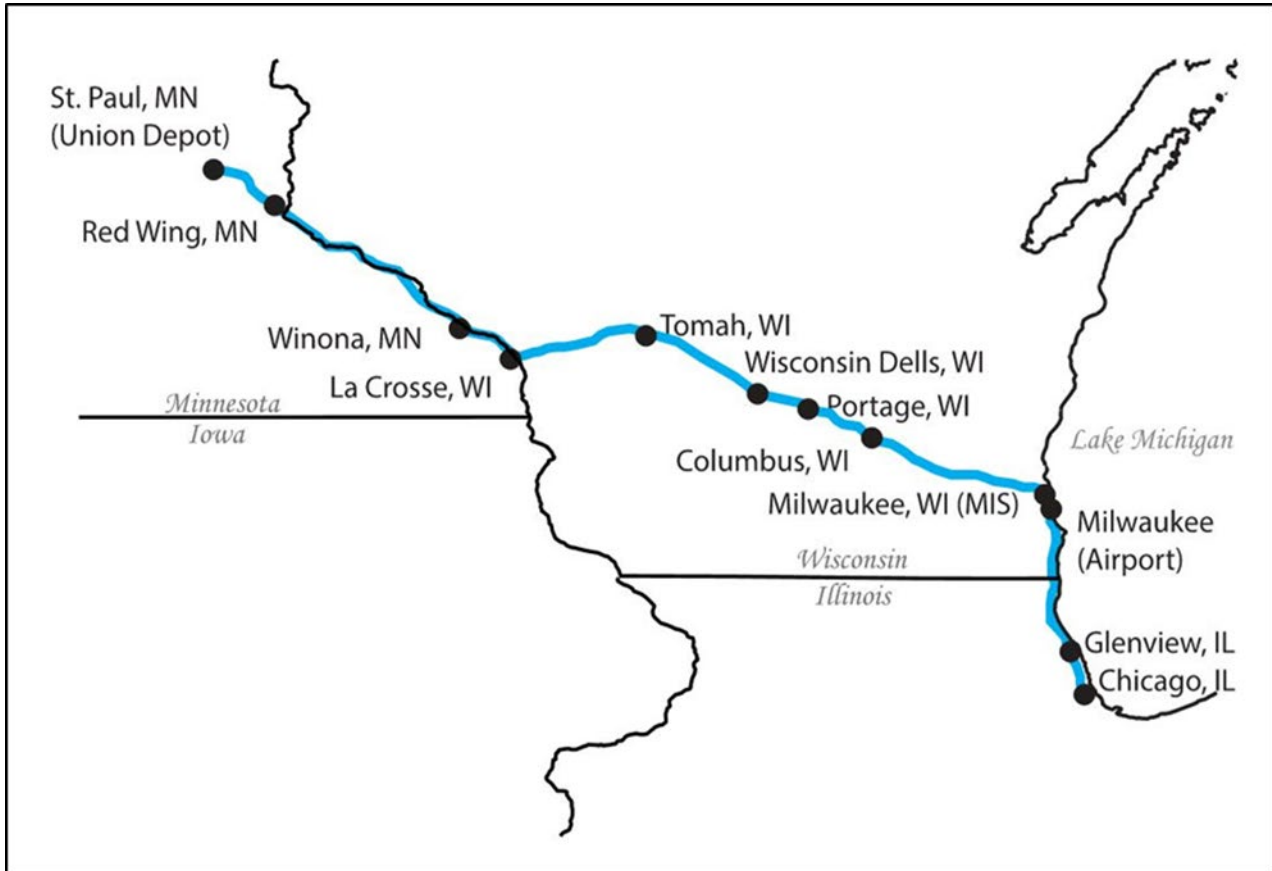 St. Paul, MN
(Union Depot)
Red Wing, MN
Winona, MN
Tomah, WI
La Crosse, WI
Wisconsin Dells, WI
Minnesota
Iowa
Portage, WI
Columbus, WI
Lake Michigan
Milwaukee, WI (MIS)
Milwaukee
(Airport)
Wisconsin
Illinois
Glenview, IL
Chicago, IL